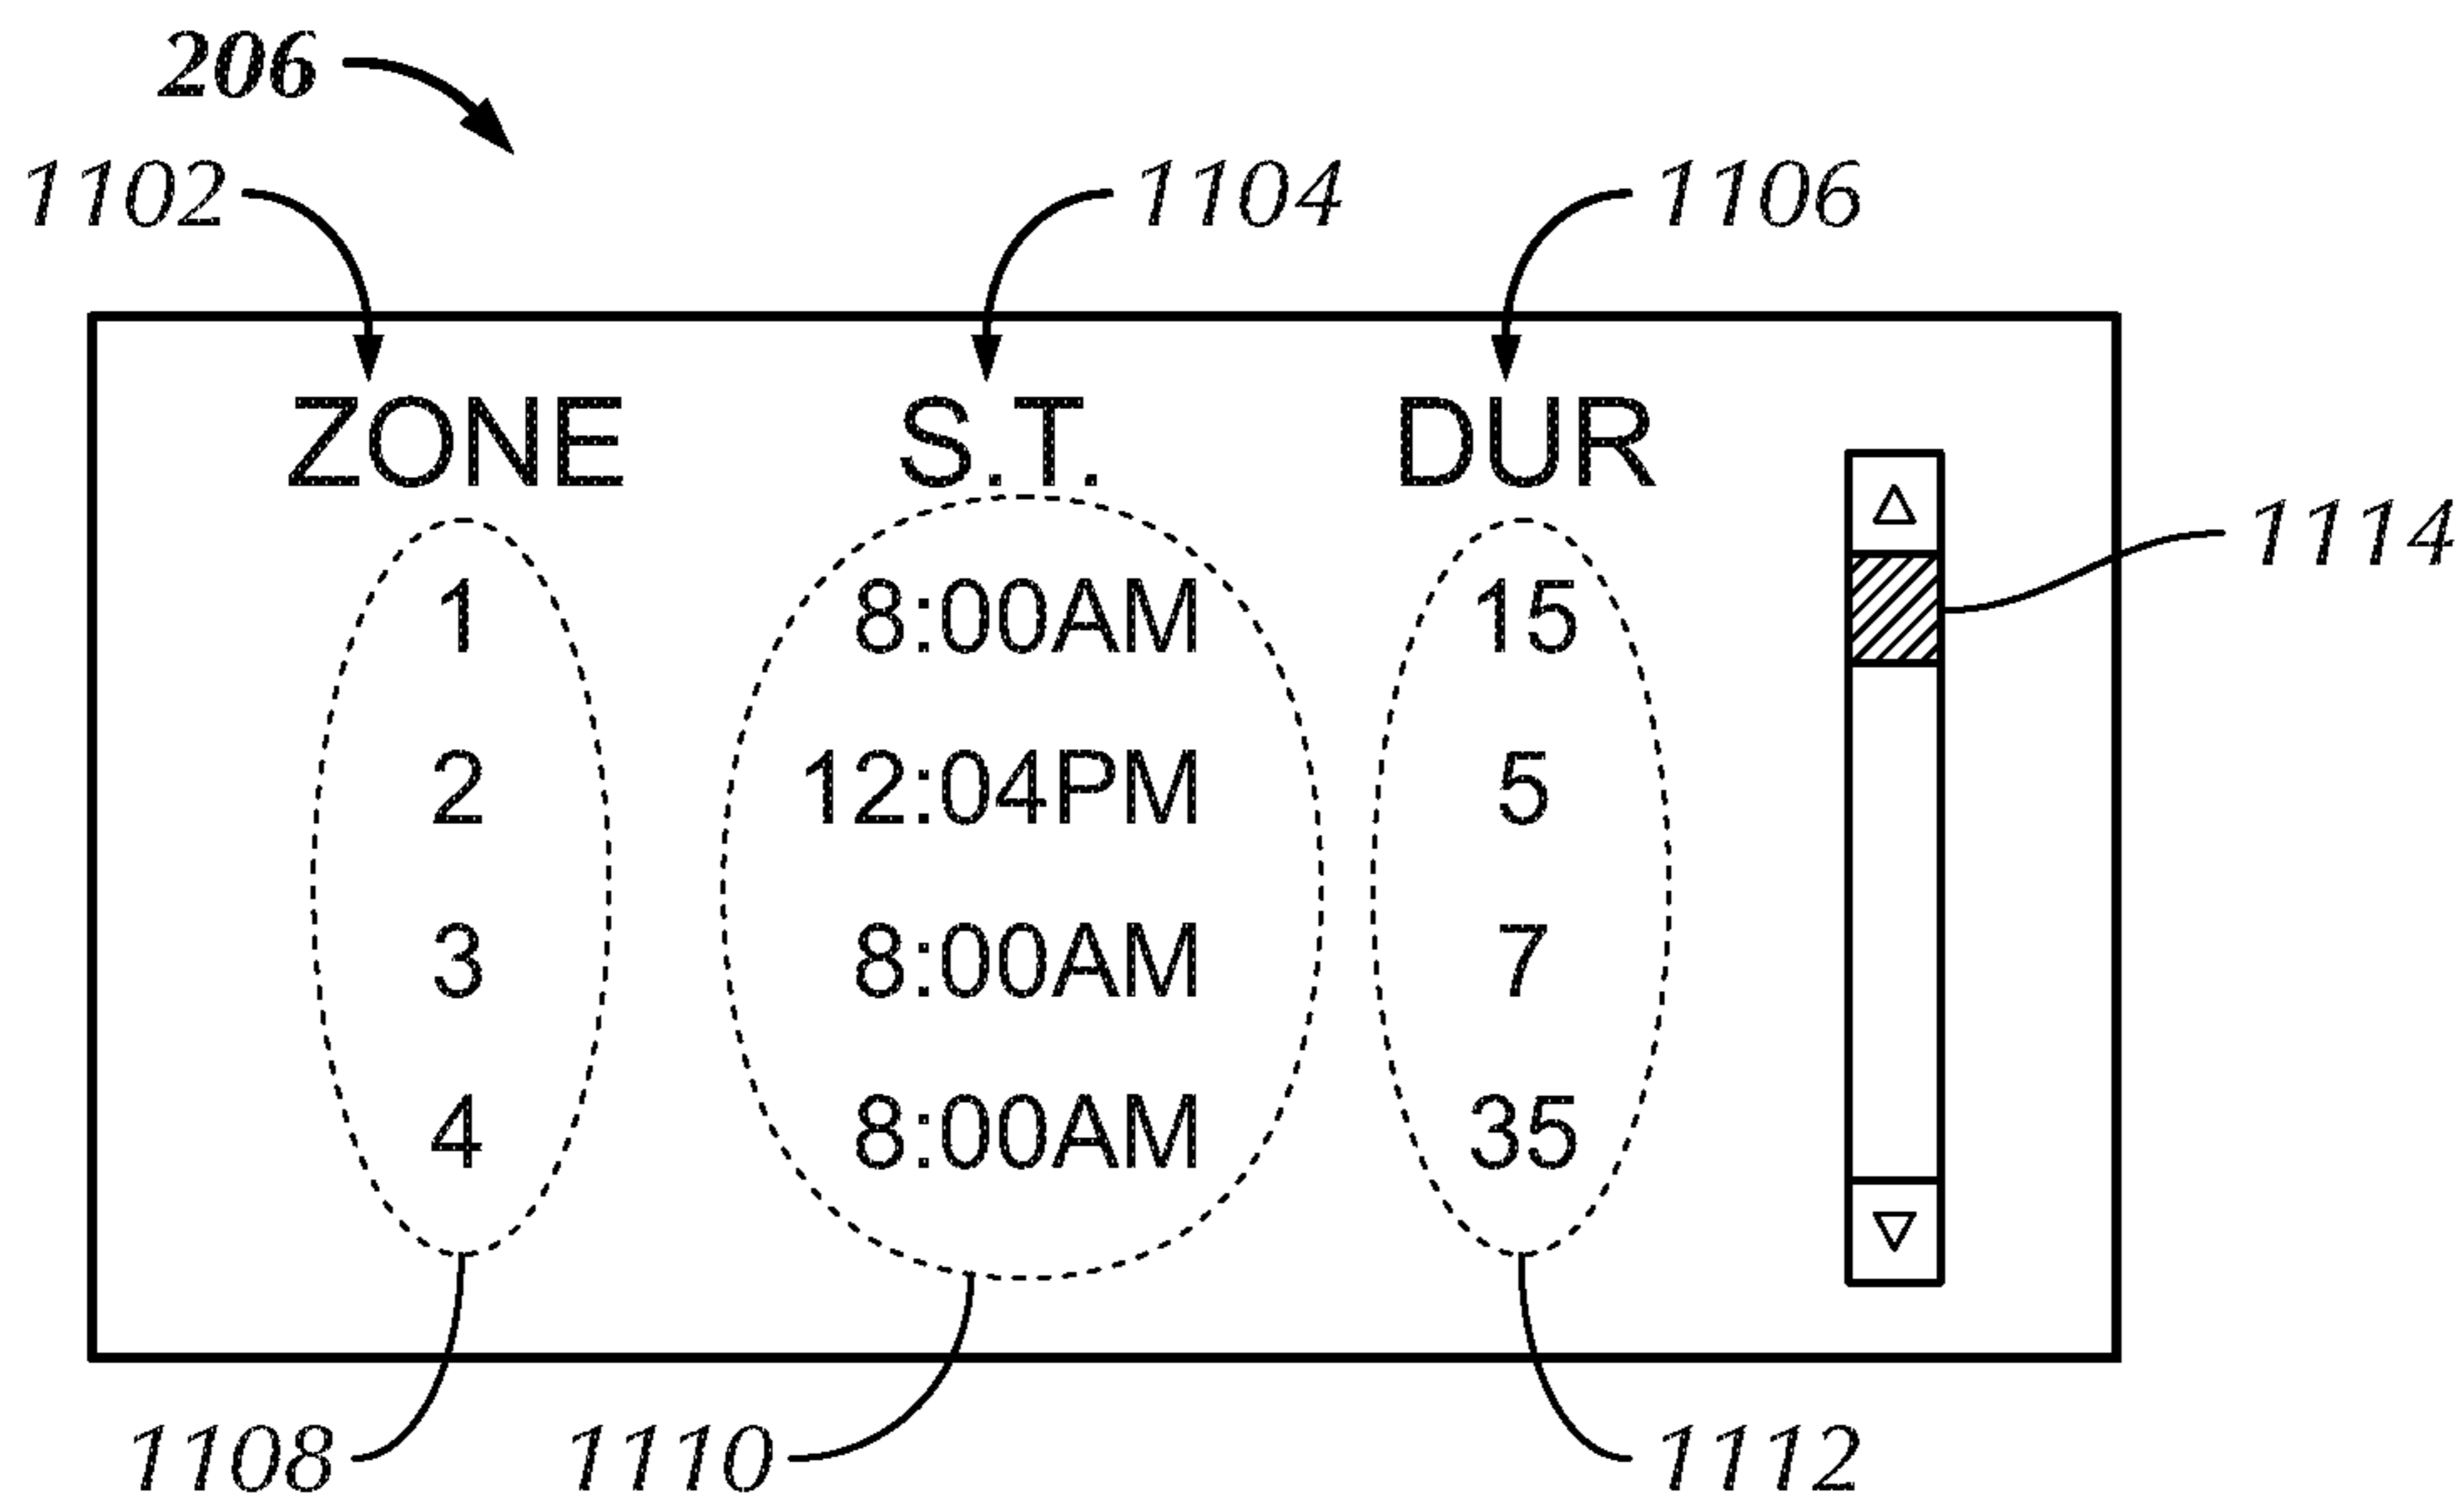 206
1102 1104 1106
ZONE S.T. DUR
1114
1 8:00AM 15
2 12:04PM 5
3 8:00AM 7
4 8:00AM 35
1108 1110 1112